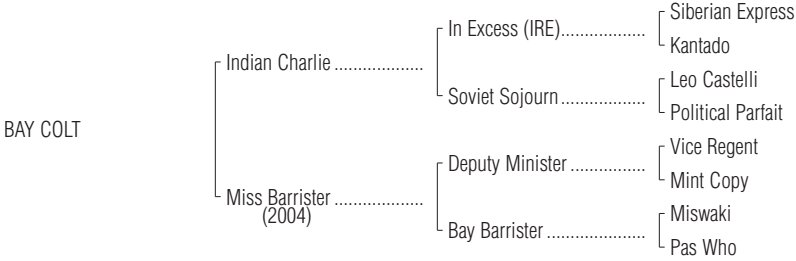 Siberian Express
In Excess (IRE)...................
Kantado
Indian Charlie ....................
Leo Castelli
Soviet Sojourn...................
Political Parfait
BAY COLT
Vice Regent
Deputy Minister .................
Mint Copy
Miss Barrister ....................
(2004)
Miswaki
Bay Barrister ......................
Pas Who